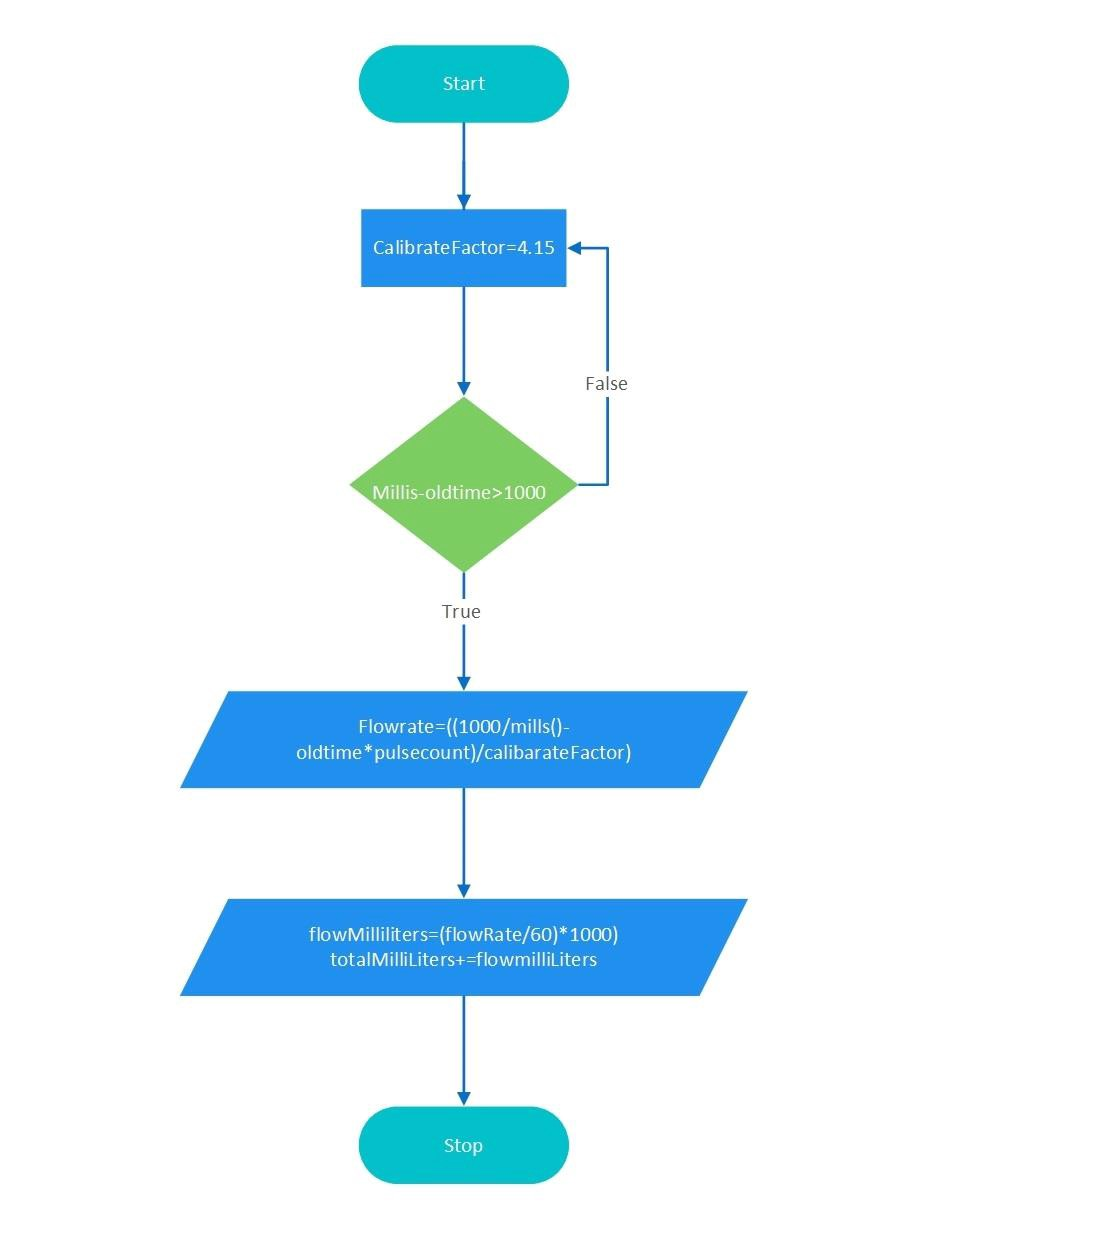 Start
CalibrateFactor=4.15
False
Millis-oldtime>1000
True
Flowrate=((1000/mills()-
oldtime*pulsecount)/calibarateFactor)
flowMilliliters=(flowRate/60)*1000)
totalMilliLiters+=flowmilliLiters
Stop